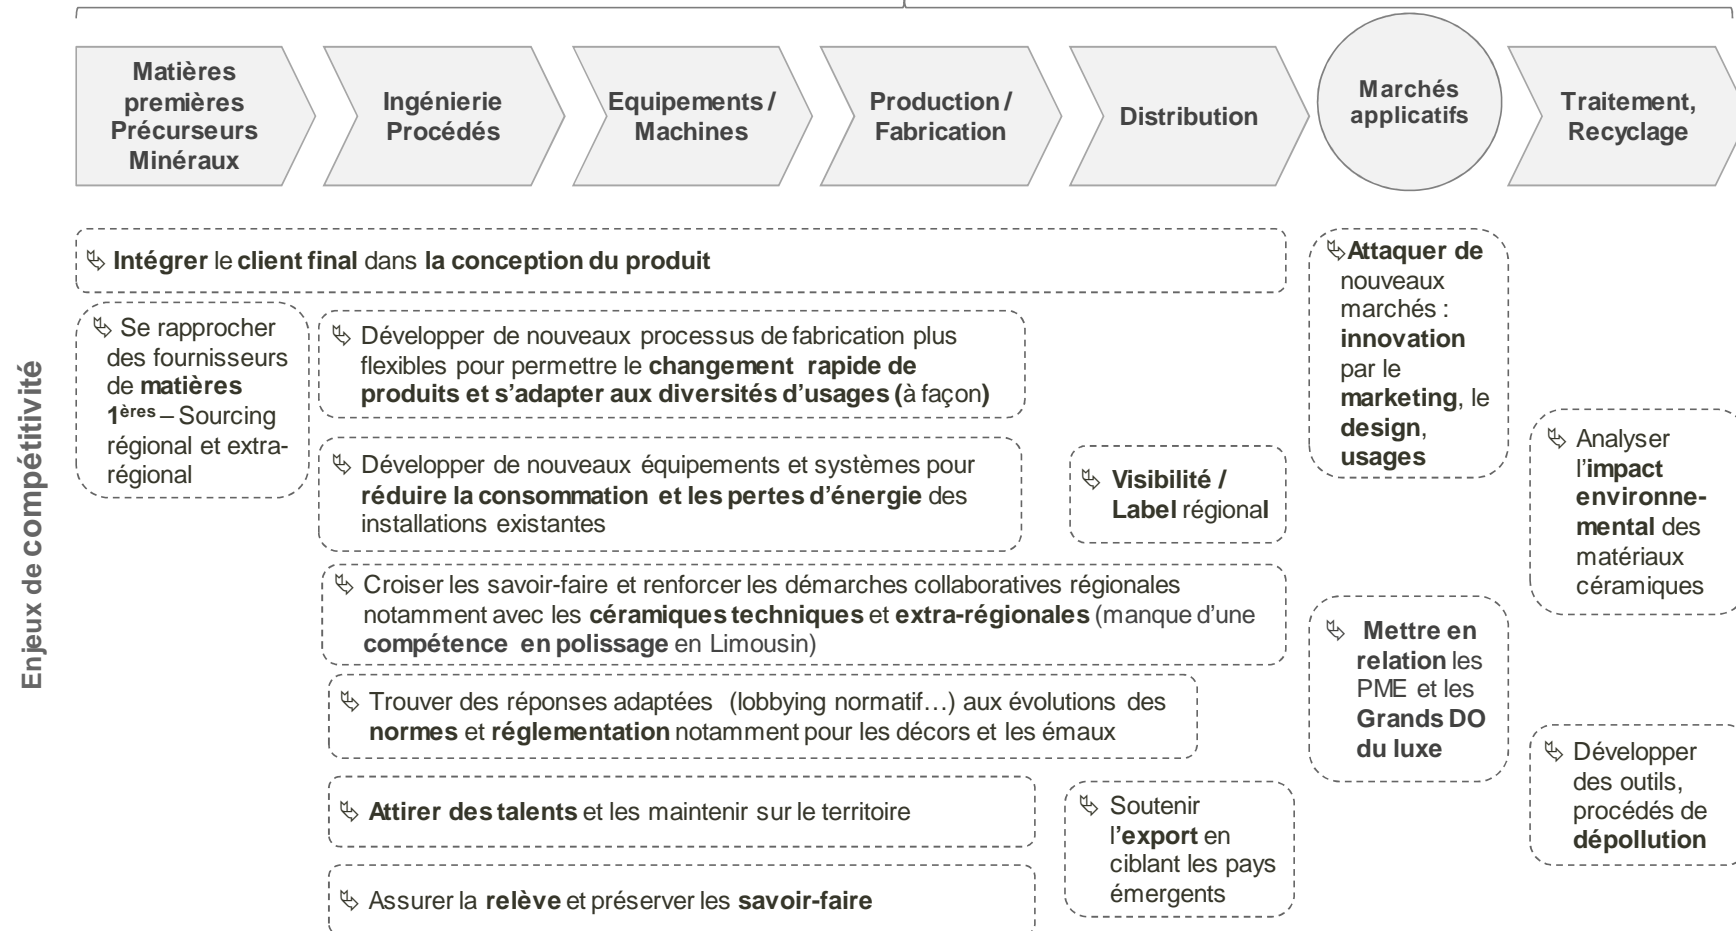 Matières
premières
Précurseurs
Minéraux
Ingénierie
Procédés
Equipements /
Machines
Production /
Fabrication
Distribution
Marchés
applicatifs
Traitement,
Recyclage
Enjeux de compétitivité
Intégrer le client final dans la conception du produit
Se rapprocher
des fournisseurs
de matières
1ères – Sourcing
régional et extra-
régional
Développer de nouveaux processus de fabrication plus
flexibles pour permettre le changement rapide de
produits et s’adapter aux diversités d’usages (à façon)
Développer de nouveaux équipements et systèmes pour
réduire la consommation et les pertes d’énergie des
installations existantes
Croiser les savoir-faire et renforcer les démarches collaboratives régionales
notamment avec les céramiques techniques et extra-régionales (manque d’une
compétence en polissage en Limousin)
Trouver des réponses adaptées (lobbying normatif…) aux évolutions des
normes et réglementation notamment pour les décors et les émaux
Attirer des talents et les maintenir sur le territoire
Assurer la relève et préserver les savoir-faire
Visibilité /
Label régional
Soutenir
l’export en
ciblant les pays
émergents
Attaquer de
nouveaux
marchés :
innovation
par le
marketing, le
design,
usages
Mettre en
relation les
PME et les
Grands DO
du luxe
Analyser
l’impact
environne-
mental des
matériaux
céramiques
Développer
des outils,
procédés de
dépollution